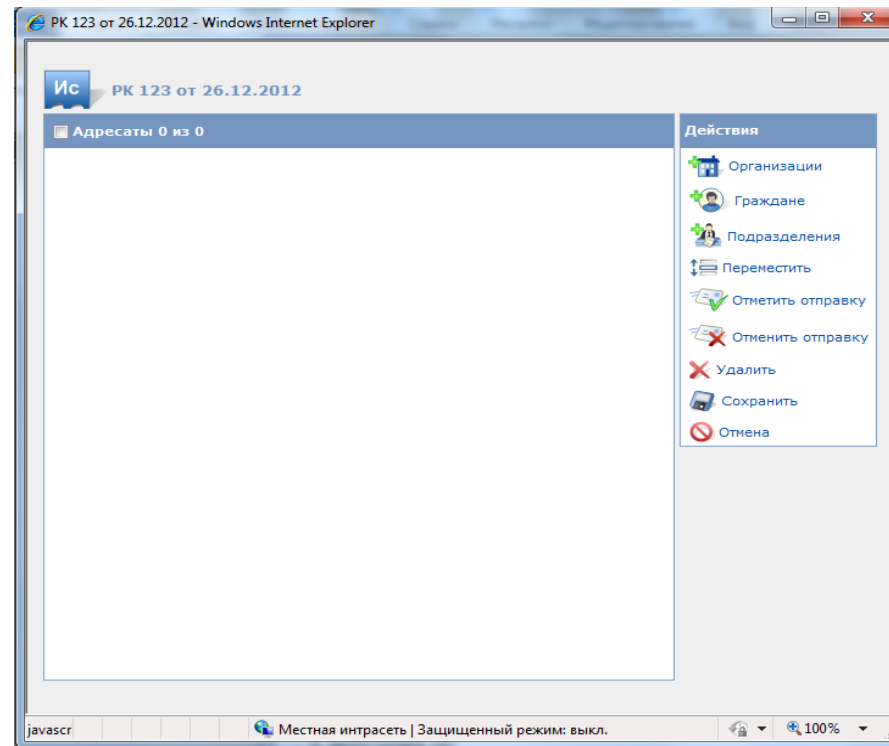 РК 123 от 26.12.2012 - Windows Internet Explorer
Ис РК 123 от 26.12.2012
Адресаты 0 из 0
Действия
Организации
Граждане
Подразделения
Переместить
Отметить отправку
Отменить отправку
Удалить
Сохранить
Отмена
javascr
Местная интрасеть | Защищенный режим: выкл.
100%